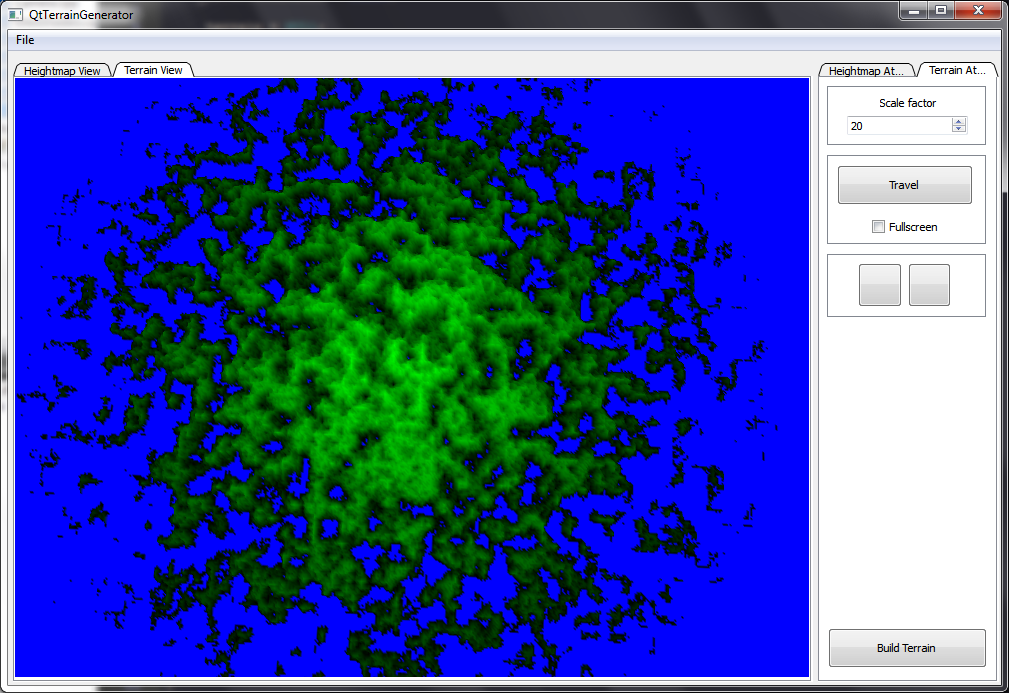 QtTerrainGenerator
File
Heightmap View
Terrain View
Heightmap At...
Terrain At...
Scale factor
20
Travel
Fullscreen
Build Terrain